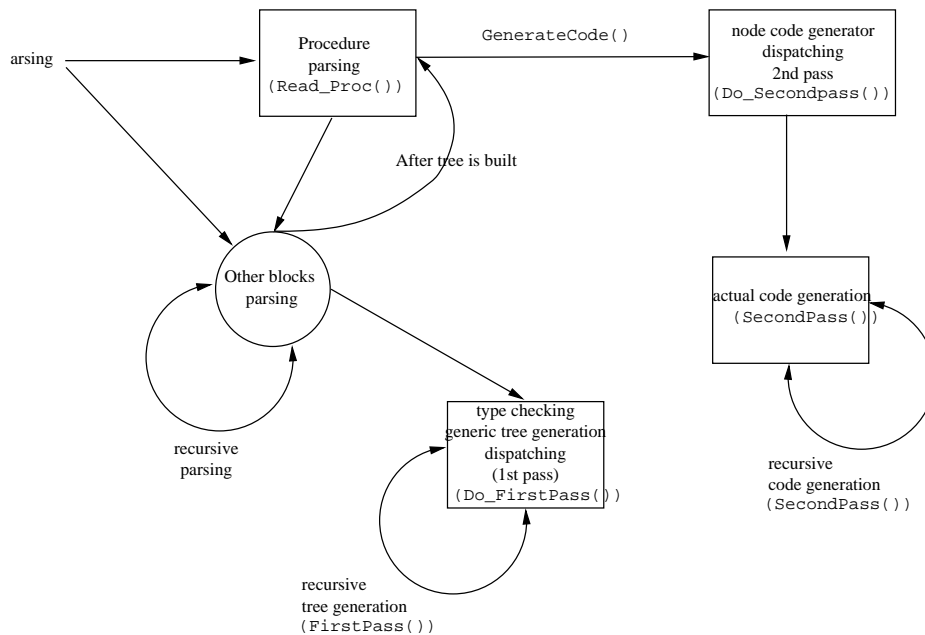 arsing
Procedure
parsing
(Read_Proc())
GenerateCode()
node code generator
dispatching
2nd pass
(Do_Secondpass())
After tree is built
Other blocks
parsing
actual code generation
(SecondPass())
recursive
parsing
type checking
generic tree generation
dispatching
(1st pass)
(Do_FirstPass())
recursive
code generation
(SecondPass())
recursive
tree generation
(FirstPass())